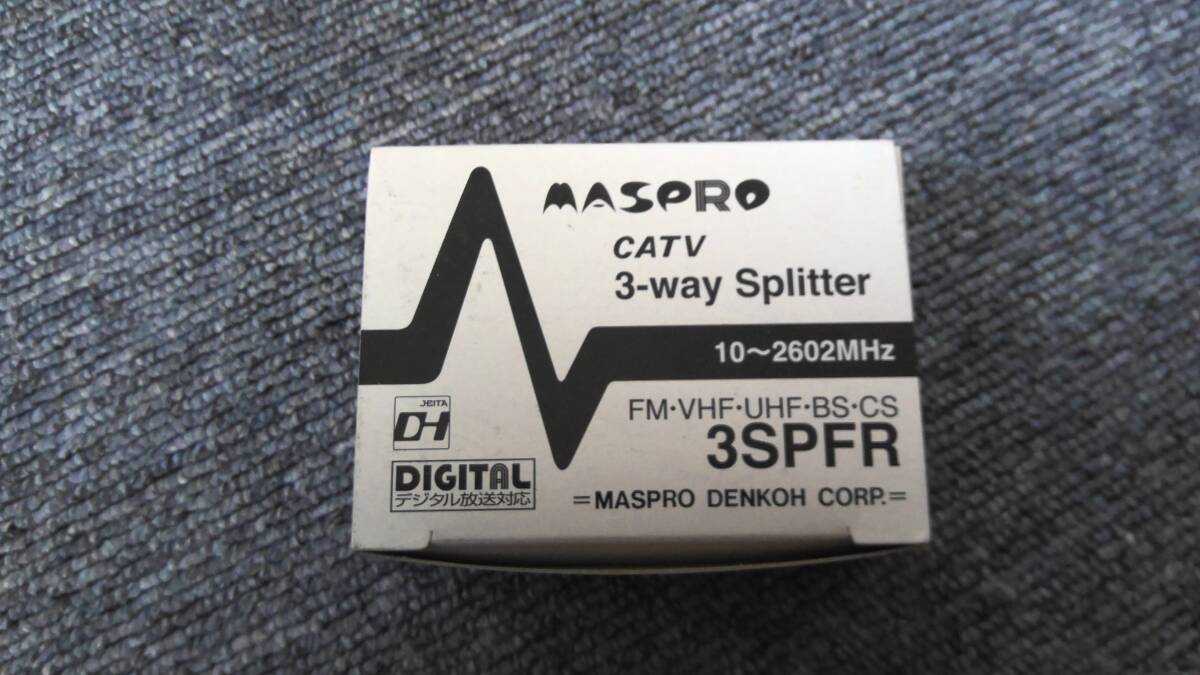 MASPRO
CATV
3-way Splitter
10～2602MHz
FM·VHF·UHF·BS·CS
3SPFR
=MASPRO DENKOH CORP.=
JEITA
DH
DIGITAL
デジタル放送対応